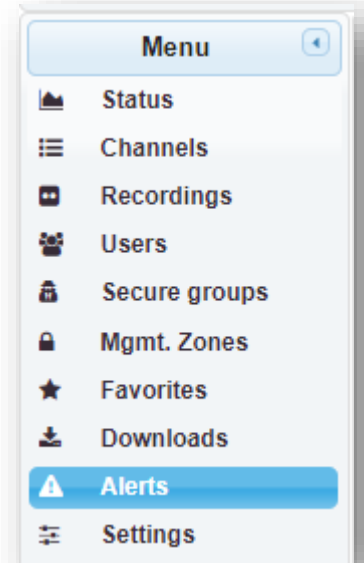 Menu
Status
Channels
Recordings
Users
Secure groups
Mgmt. Zones
Favorites
Downloads
Alerts
Settings